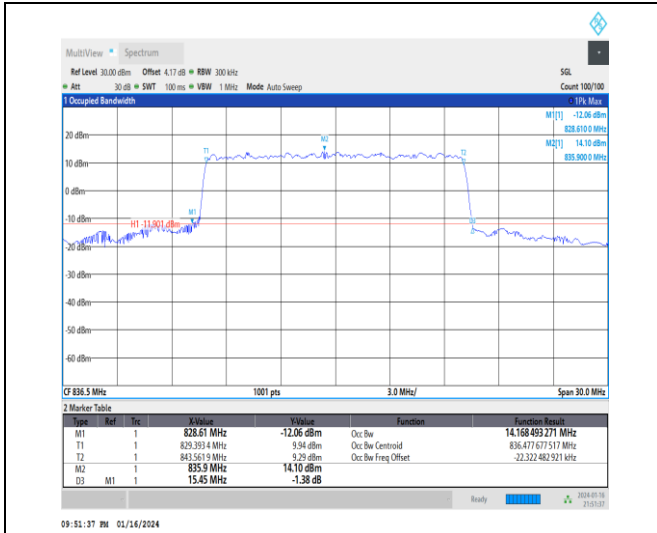 MultiView Spectrum
Ref Level 30.00 dBm Offset 4.17 dB RBW 300 kHz SGL
Att 30 dB SWT 100 ms VBW 1 MHz Mode Auto Sweep Count 100/100
1 Occupied Bandwidth 1Pk Max
M1[1] -12.06 dBm
828.6100 MHz
M2[1] 14.10 dBm
835.9000 MHz
20 dBm
M2
T1
T2
10 dBm
0 dBm
-10 dBm
M1
H1 -11.901 dBm
-20 dBm
-30 dBm
-40 dBm
-50 dBm
-60 dBm
CF 836.5 MHz 1001 pts 3.0 MHz/ Span 30.0 MHz
2 Marker Table
Type Ref Trc X-Value Y-Value Function Function Result
M1 1 828.61 MHz -12.06 dBm Occ Bw 14.168 493 271 MHz
T1 1 829.3934 MHz 9.94 dBm Occ Bw Centroid 836.477 677 517 MHz
T2 1 843.5619 MHz 9.29 dBm Occ Bw Freq Offset -22.322 482 921 kHz
M2 1 835.9 MHz 14.10 dBm
D3 M1 1 15.45 MHz -1.38 dB
Ready 2024-01-16
21:51:37
09:51:37 PM 01/16/2024